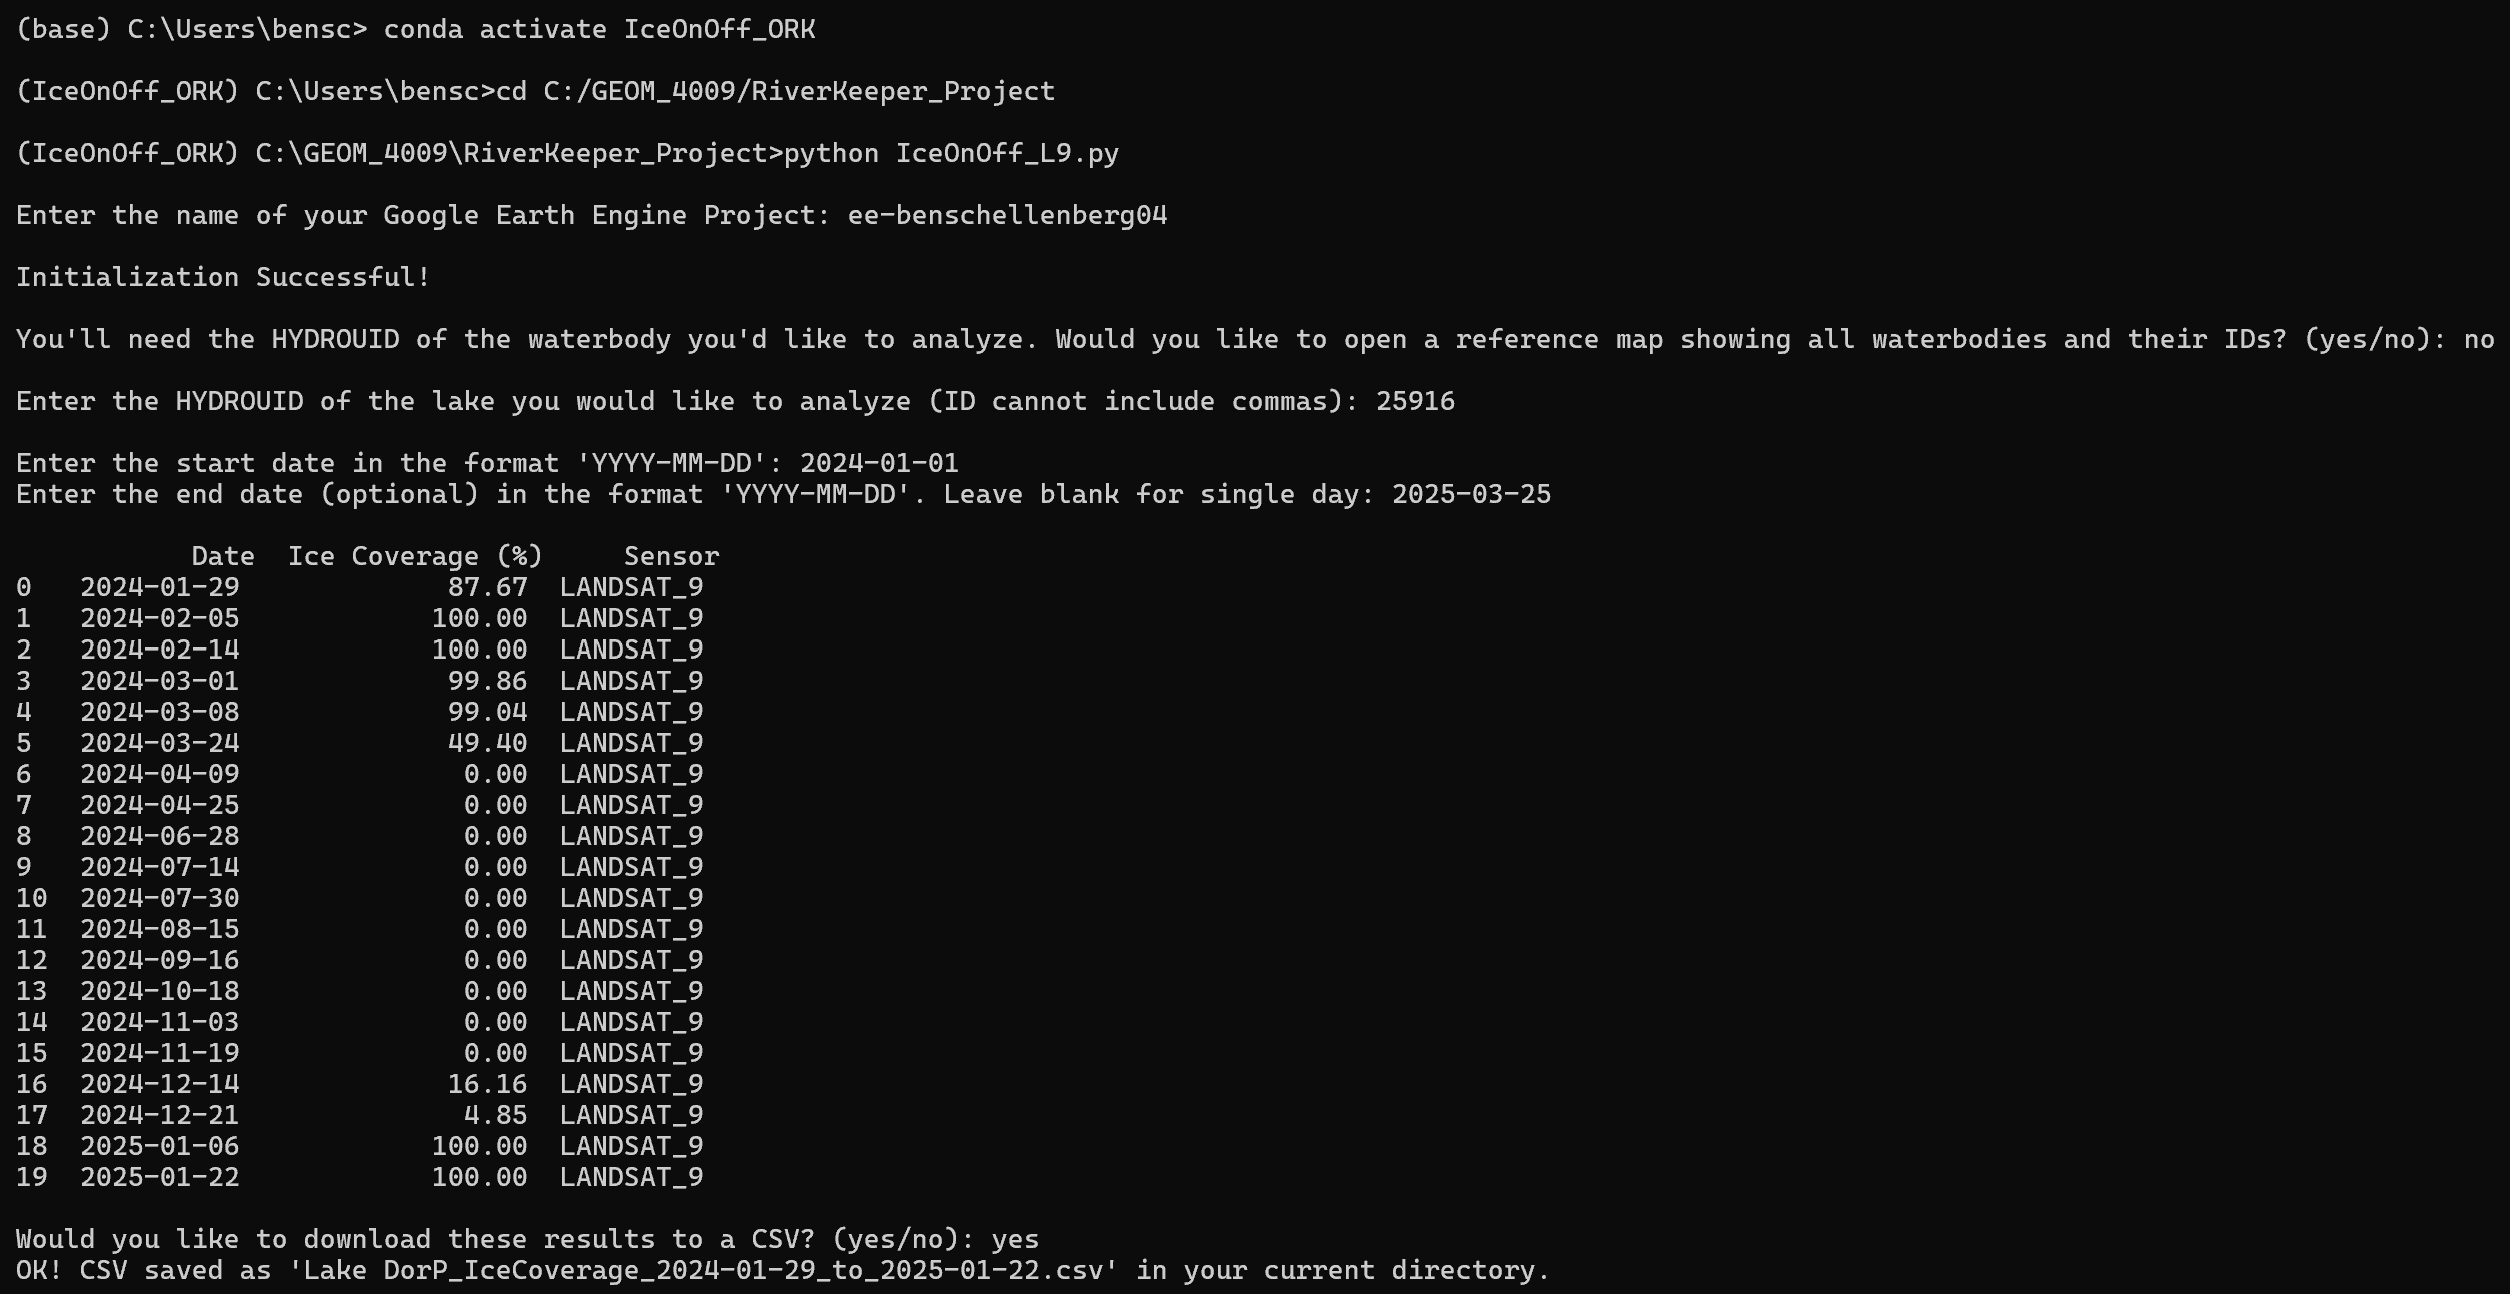 (base) C:\Users\bensc> conda activate IceOnOff_ORK
(IceOnOff_ORK) C:\Users\bensc>cd C:/GEOM_4009/RiverKeeper_Project
(IceOnOff_ORK) C:\GEOM_4009\RiverKeeper_Project>python IceOnOff_L9.py
Enter the name of your Google Earth Engine Project: ee-benschellenberg04
Initialization Successful!
You'll need the HYDROUID of the waterbody you'd like to analyze. Would you like to open a reference map showing all waterbodies and their IDs? (yes/no): no
Enter the HYDROUID of the lake you would like to analyze (ID cannot include commas): 25916
Enter the start date in the format 'YYYY-MM-DD': 2024-01-01
Enter the end date (optional) in the format 'YYYY-MM-DD'. Leave blank for single day: 2025-03-25
Date  Ice Coverage (%)     Sensor
0   2024-01-29             87.67  LANDSAT_9
1   2024-02-05            100.00  LANDSAT_9
2   2024-02-14            100.00  LANDSAT_9
3   2024-03-01             99.86  LANDSAT_9
4   2024-03-08             99.04  LANDSAT_9
5   2024-03-24             49.40  LANDSAT_9
6   2024-04-09              0.00  LANDSAT_9
7   2024-04-25              0.00  LANDSAT_9
8   2024-06-28              0.00  LANDSAT_9
9   2024-07-14              0.00  LANDSAT_9
10  2024-07-30              0.00  LANDSAT_9
11  2024-08-15              0.00  LANDSAT_9
12  2024-09-16              0.00  LANDSAT_9
13  2024-10-18              0.00  LANDSAT_9
14  2024-11-03              0.00  LANDSAT_9
15  2024-11-19              0.00  LANDSAT_9
16  2024-12-14             16.16  LANDSAT_9
17  2024-12-21              4.85  LANDSAT_9
18  2025-01-06            100.00  LANDSAT_9
19  2025-01-22            100.00  LANDSAT_9
Would you like to download these results to a CSV? (yes/no): yes
OK! CSV saved as 'Lake DorP_IceCoverage_2024-01-29_to_2025-01-22.csv' in your current directory.